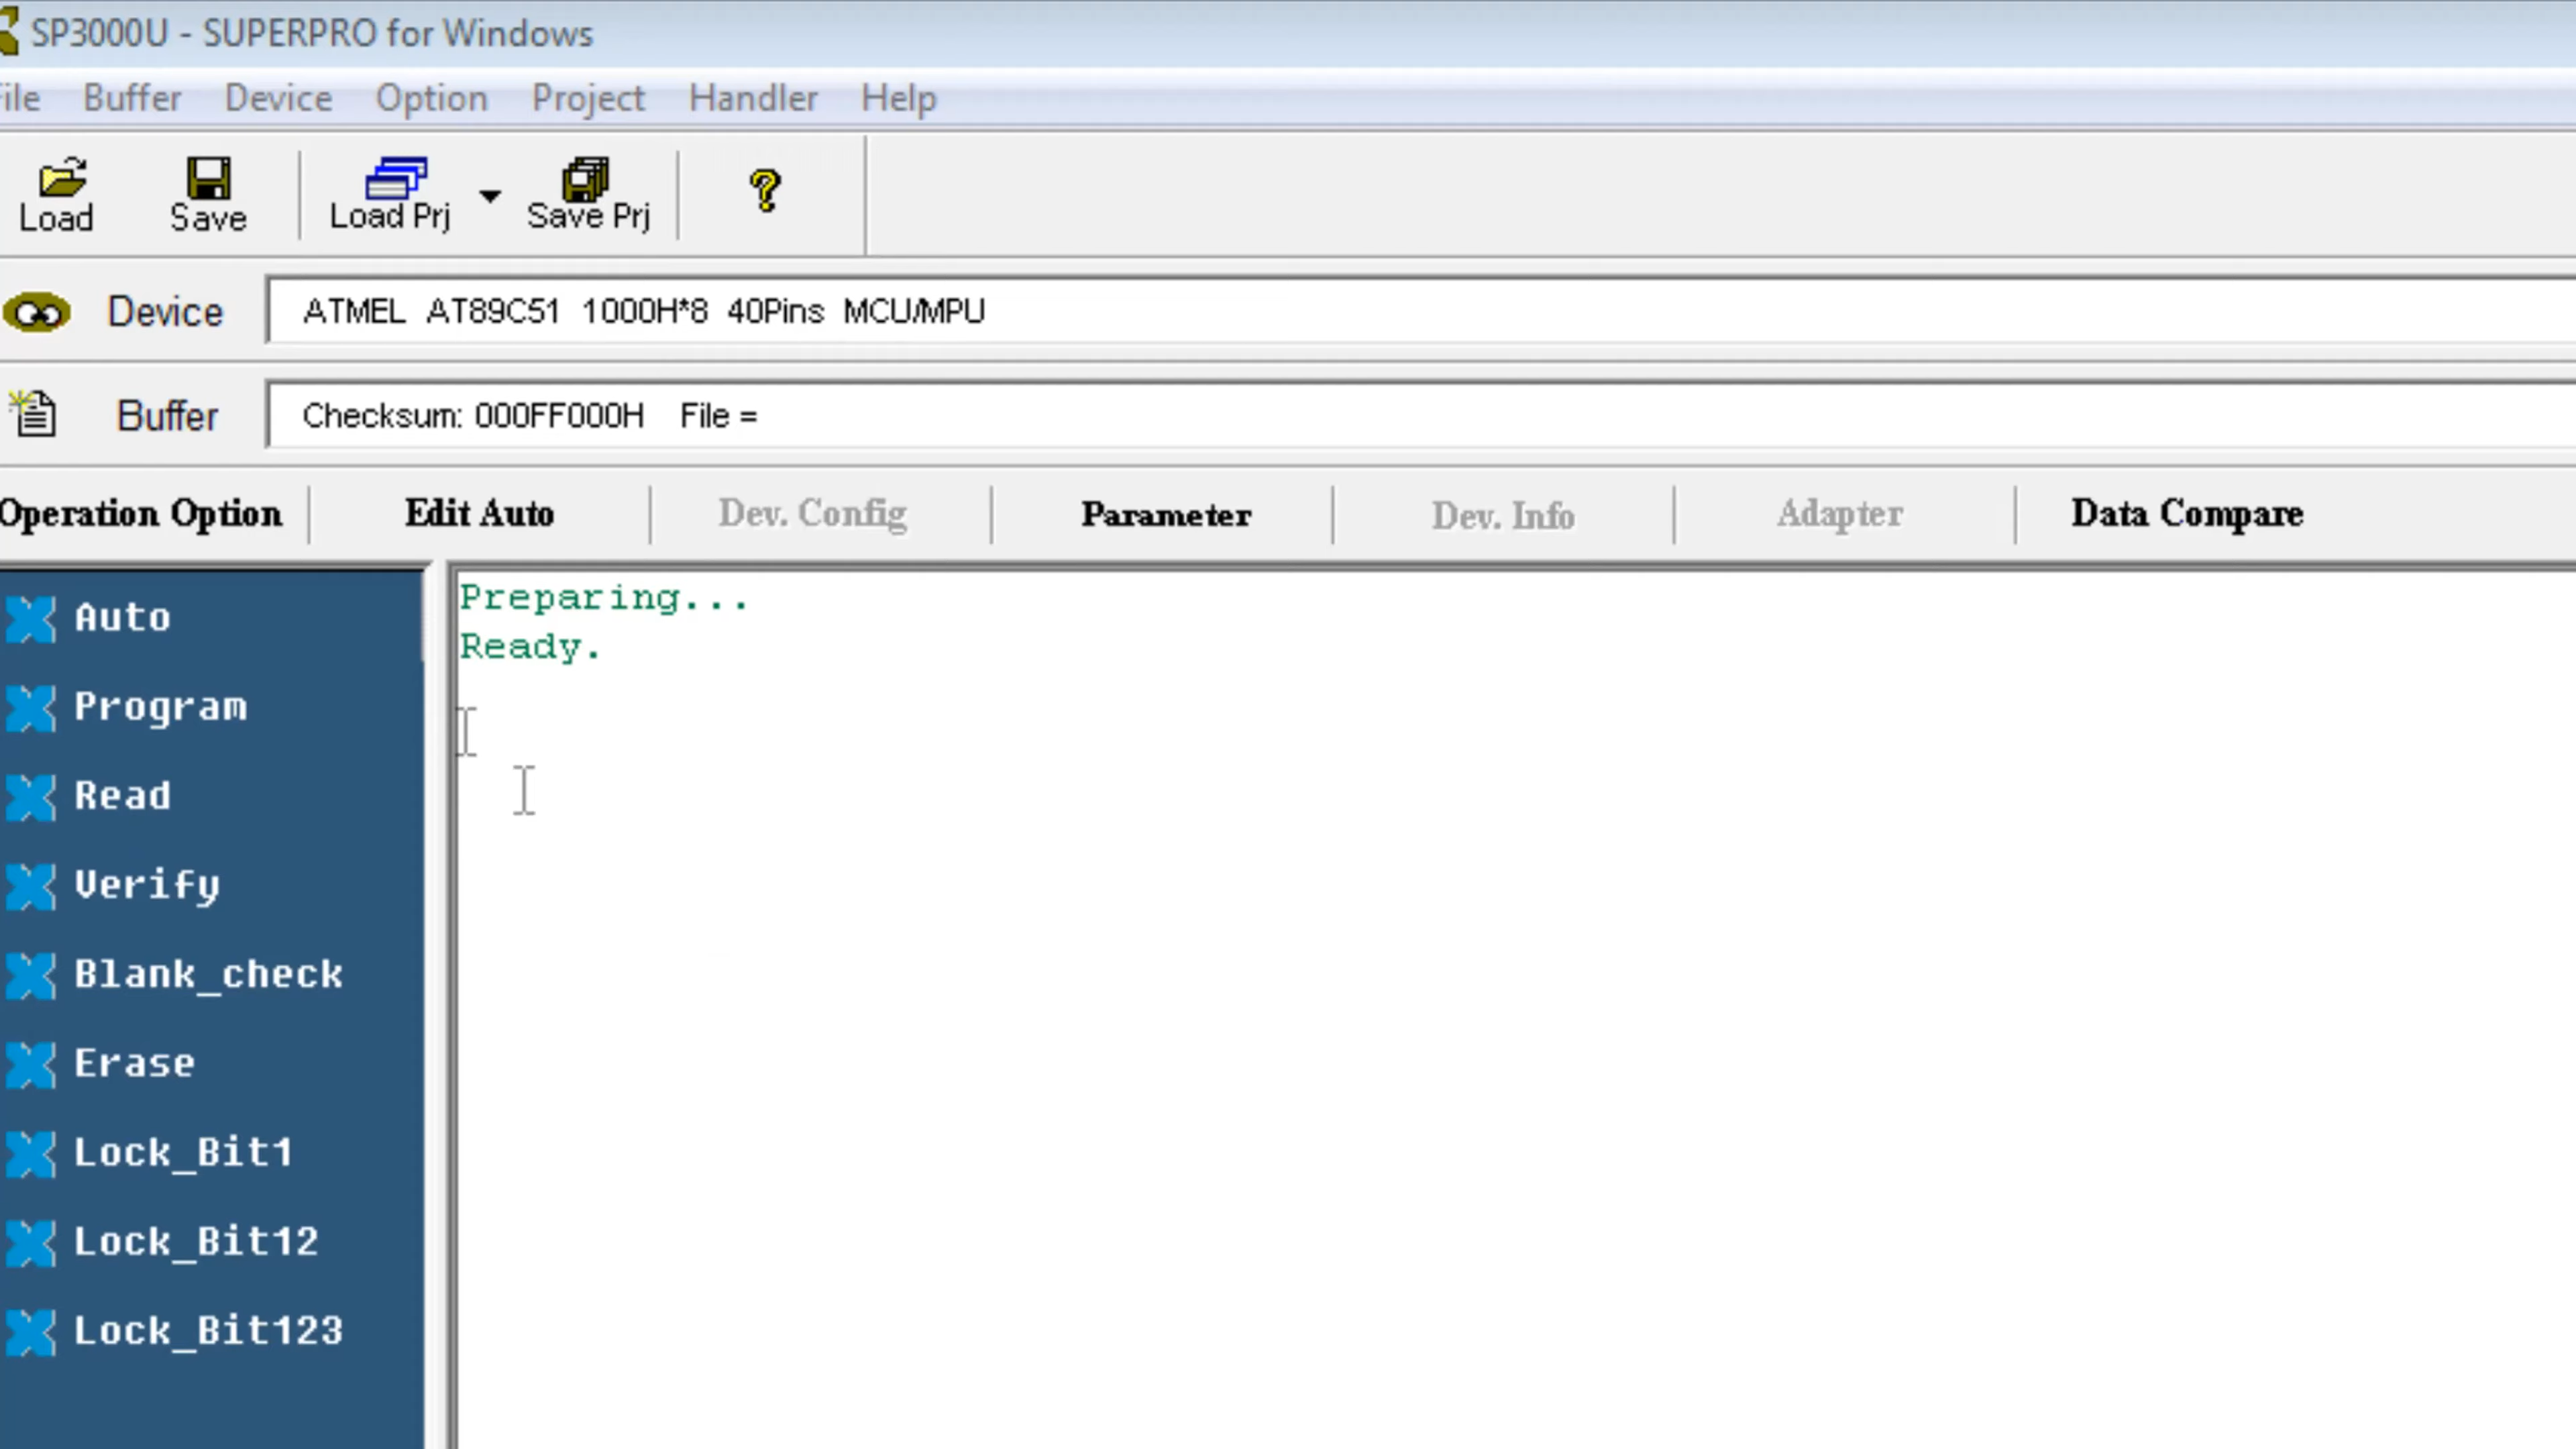 SP3000U - SUPERPRO for Windows
ile Buffer Device Option Project Handler Help
Load Save Load Prj Save Prj ?
Device ATMEL AT89C51 1000H*8 40Pins MCU/MPU
Buffer Checksum: 000FF000H File =
Operation Option Edit Auto Dev. Config Parameter Dev. Info Adapter Data Compare
Auto
Program
Read
Verify
Blank_check
Erase
Lock_Bit1
Lock_Bit12
Lock_Bit123
Preparing...
Ready.